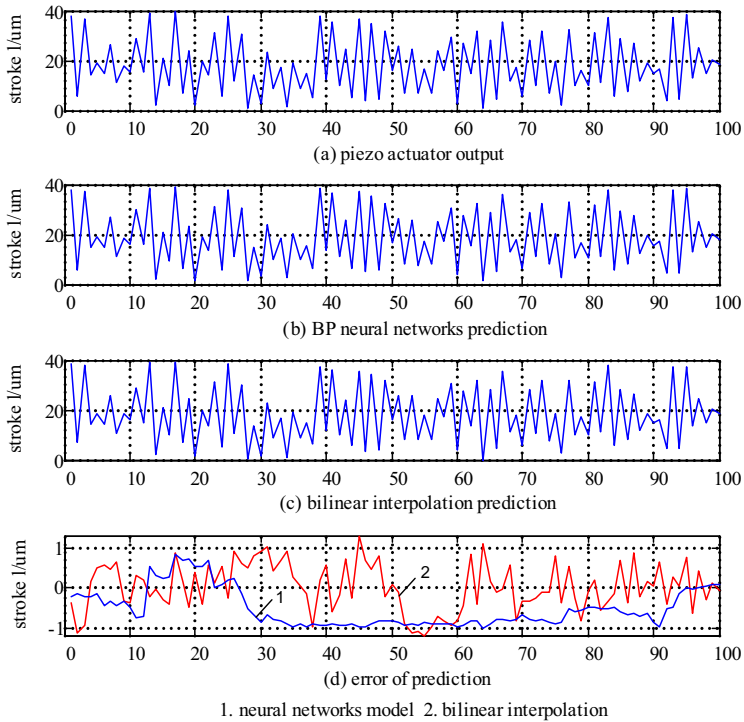 stroke l/um
40
20
0
0 10 20 30 40 50 60 70 80 90 100
(a) piezo actuator output
stroke l/um
40
20
0
0 10 20 30 40 50 60 70 80 90 100
(b) BP neural networks prediction
stroke l/um
40
20
0
0 10 20 30 40 50 60 70 80 90 100
(c) bilinear interpolation prediction
stroke l/um
1
0
-1
1
2
0 10 20 30 40 50 60 70 80 90 100
(d) error of prediction
1. neural networks model 2. bilinear interpolation